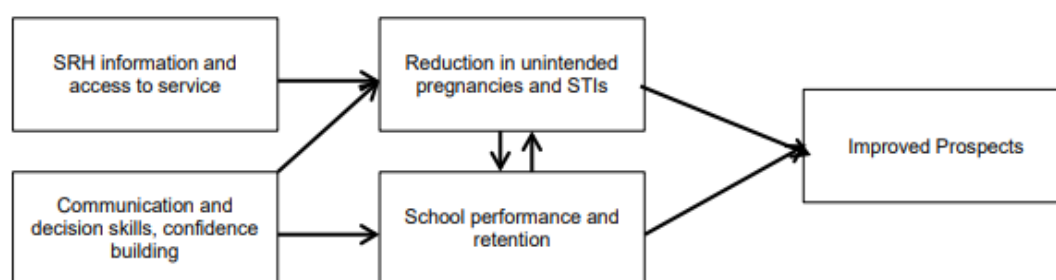 SRH information and
access to service
Reduction in unintended
pregnancies and STIs
Improved Prospects
Communication and
decision skills, confidence
building
School performance and
retention